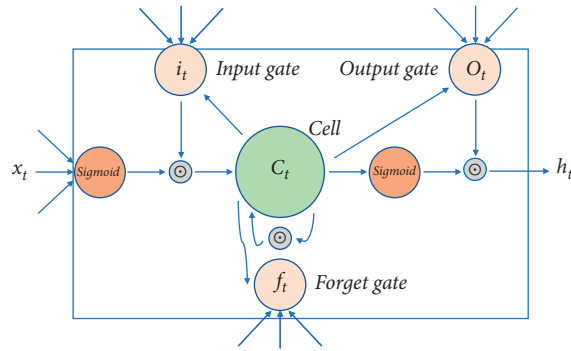 i_t Input gate Output gate O_t
Cell
x_t Sigmoid ⊙ C_t Sigmoid ⊙ h_t
⊙
f_t Forget gate